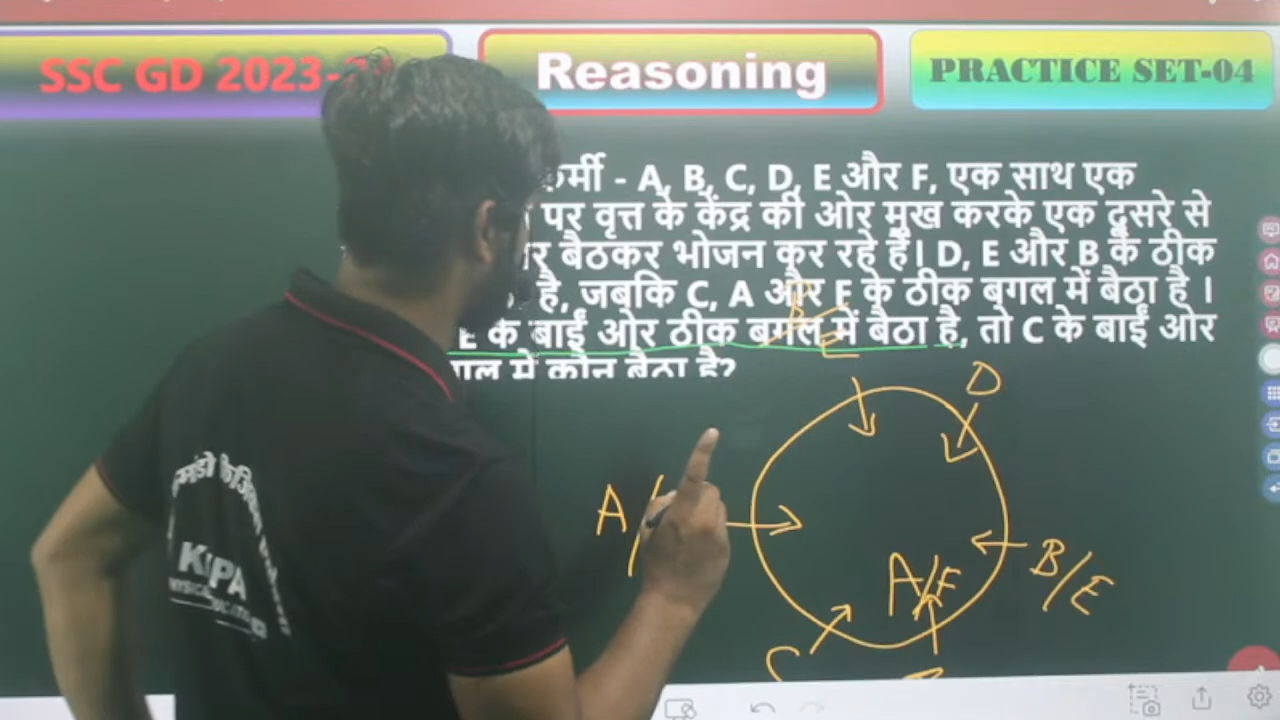 SSC GD 2023-
Reasoning
PRACTICE SET-04
कर्मी - A, B, C, D, E और F, एक साथ एक
पर वृत्त के केंद्र की ओर मुख करके एक दूसरे से
बैठकर भोजन कर रहे हैं। D, E और B के ठीक
है, जबकि C, A और F के ठीक बगल में बैठा है ।
के बाईं ओर ठीक बगल में बैठा है, तो C के बाईं ओर
में कौन बैठा है?
B
E
D
A/
B/E
A/F
C
KHPA